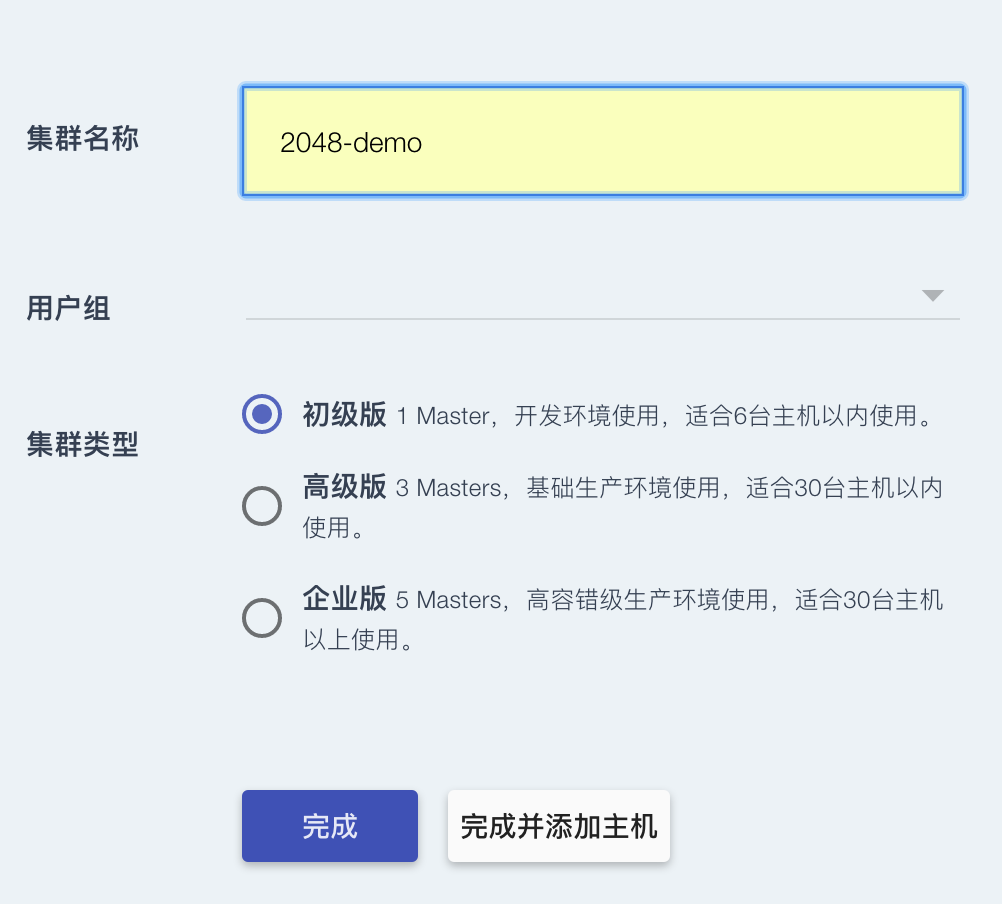 集群名称
2048-demo
用户组
集群类型
初级版 1 Master，开发环境使用，适合6台主机以内使用。
高级版 3 Masters，基础生产环境使用，适合30台主机以内
使用。
企业版 5 Masters，高容错级生产环境使用，适合30台主机
以上使用。
完成
完成并添加主机